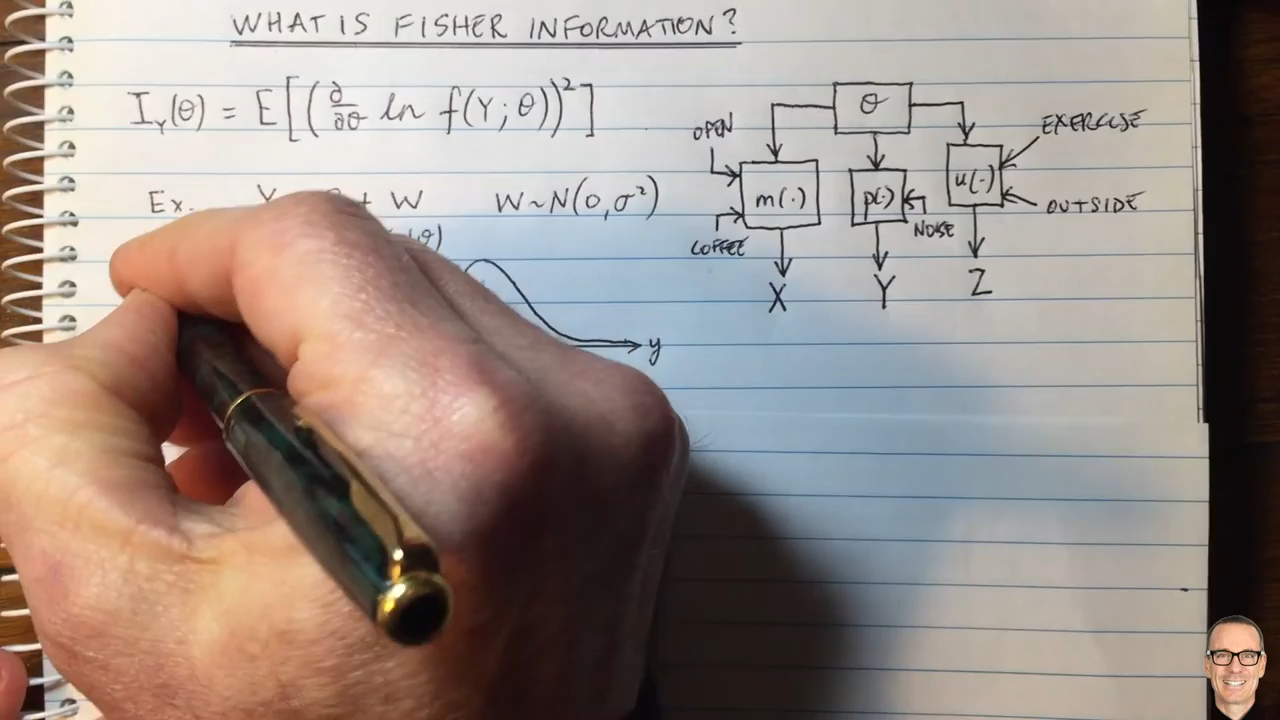 WHAT IS FISHER INFORMATION?
I_Y(θ) = E[(∂/∂θ ln f(Y; θ))²]
Ex. Y + W W ~ N(0, σ²)
θ)
y
θ
OPEN
EXERCISE
m(·)
p(·)
u(·)
OUTSIDE
COFFEE
NOISE
X
Y
Z